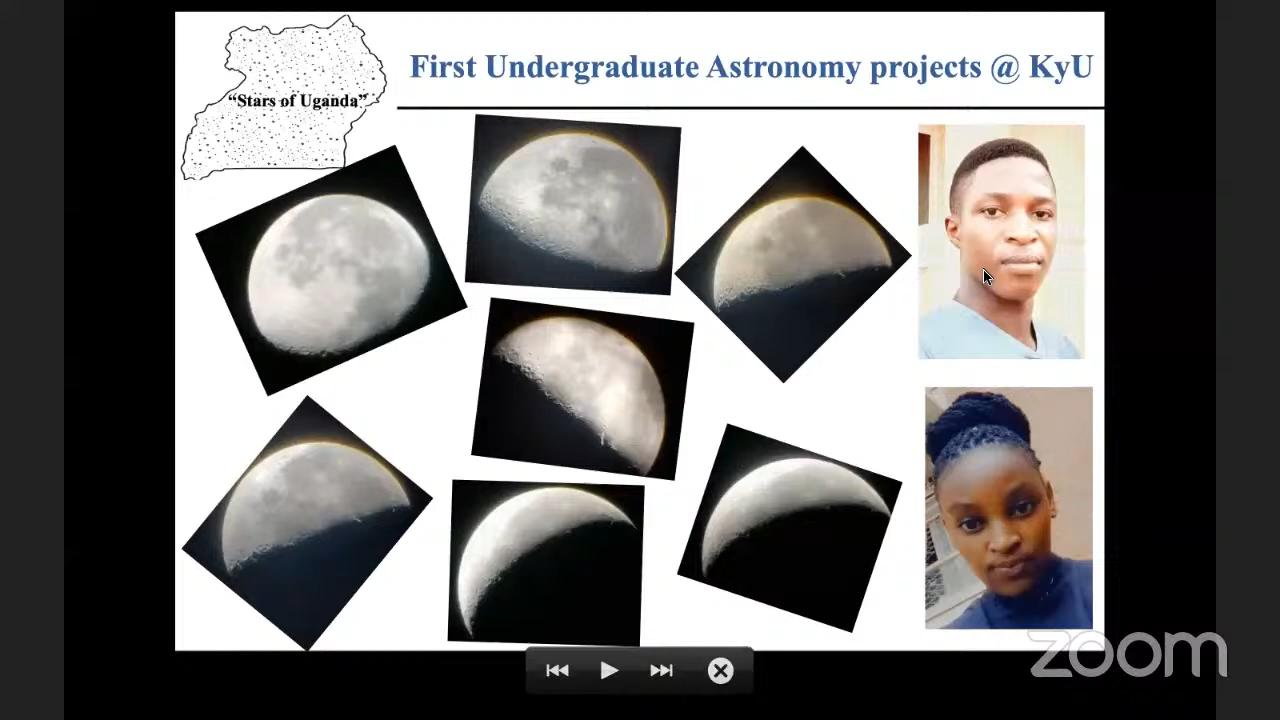 First Undergraduate Astronomy projects @ KyU
“Stars of Uganda”
zoom